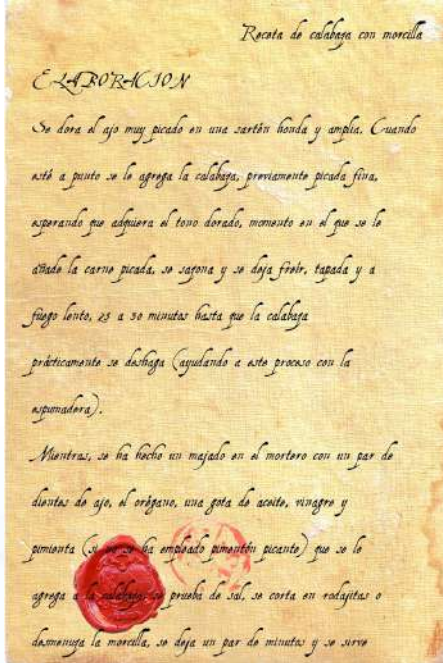 Receta de calabaza con morcilla
ELABORACION
Se dora el ajo muy picado en una sartén honda y amplia. Cuando
esté a punto se le agrega la calabaza, previamente picada fina,
esperando que adquiera el tono dorado, momento en el que se le
añade la carne picada, se sazona y se deja freír, tapada y a
fuego lento, 25 a 30 minutos hasta que la calabaza
prácticamente se deshaga (ayudando a este proceso con la
espumadera).
Mientras, se ha hecho un majado en el mortero con un par de
dientes de ajo, el orégano, una gota de aceite, vinagre y
pimienta (si no se ha empleado pimentón picante) que se le
agrega a la calabaza, se prueba de sal, se corta en rodajitas o
desmenuza la morcilla, se deja un par de minutos y se sirve